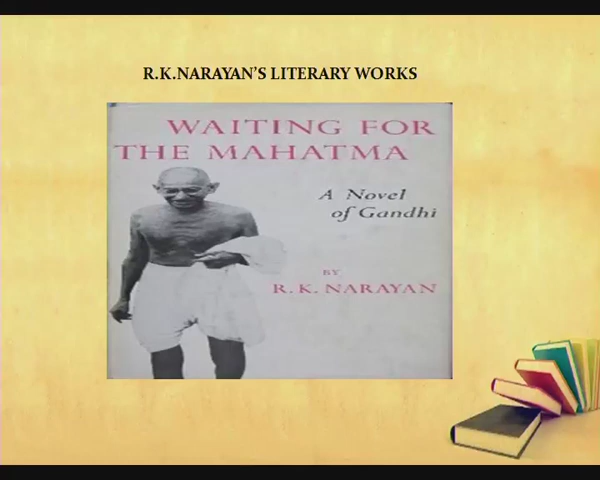 R.K.NARAYAN'S LITERARY WORKS
WAITING FOR
THE MAHATMA
A Novel
of Gandhi
BY
R. K. NARAYAN